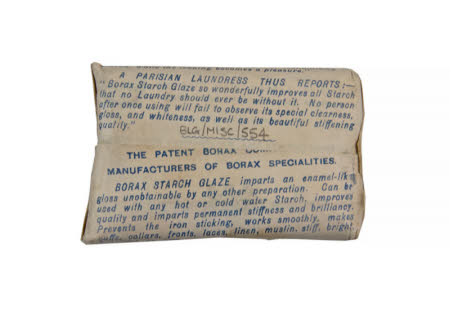 becomes a pleasure.
A PARISIAN LAUNDRESS THUS REPORTS:—
"Borax Starch Glaze so wonderfully improves all Starch
that no Laundry should ever be without it. No person
after once using will fail to observe its special clearness,
gloss, and whiteness, as well as its beautiful stiffening
quality."
BLG/MISC/554
THE PATENT BORAX
MANUFACTURERS OF BORAX SPECIALITIES.
BORAX STARCH GLAZE imparts an enamel-like
gloss unobtainable by any other preparation. Can be
used with any hot or cold water Starch, improves
quality and imparts permanent stiffness and brilliancy.
Prevents the iron sticking, works smoothly, makes
cuffs, collars, fronts, laces, linen, muslin, stiff, bright